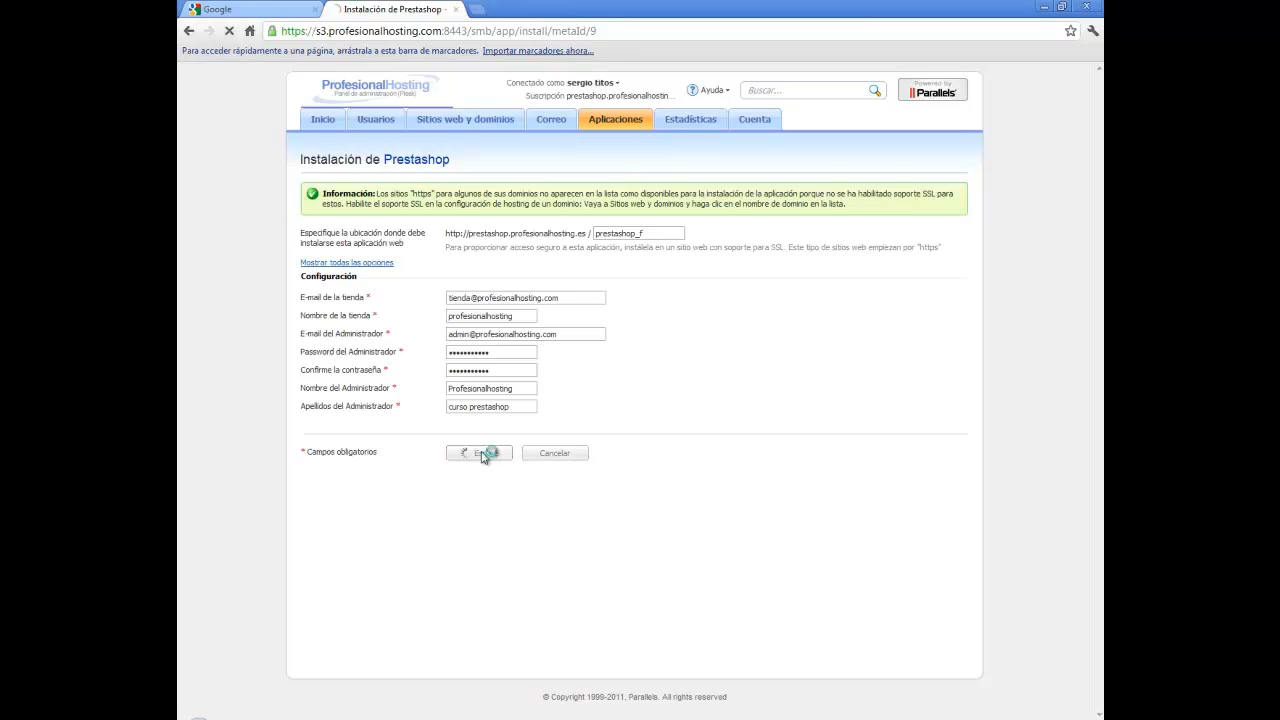 Google
Instalación de Prestashop -
https://s3.profesionalhosting.com:8443/smb/app/install/metaId/9
Para acceder rápidamente a una página, arrástrala a esta barra de marcadores. Importar marcadores ahora...
ProfesionalHosting
Panel de administración (Plesk)
Conectado como sergio titos
Suscripción prestashop.profesionalhostin...
Ayuda
Buscar...
Powered by
Parallels
Inicio
Usuarios
Sitios web y dominios
Correo
Aplicaciones
Estadísticas
Cuenta
Instalación de Prestashop
Información: Los sitios "https" para algunos de sus dominios no aparecen en la lista como disponibles para la instalación de la aplicación porque no se ha habilitado soporte SSL para
estos. Habilite el soporte SSL en la configuración de hosting de un dominio: Vaya a Sitios web y dominios y haga clic en el nombre de dominio en la lista.
Especifique la ubicación donde debe
instalarse esta aplicación web
http://prestashop.profesionalhosting.es / prestashop_f
Para proporcionar acceso seguro a esta aplicación, instálela en un sitio web con soporte para SSL. Este tipo de sitios web empiezan por "https"
Mostrar todas las opciones
Configuración
E-mail de la tienda * tienda@profesionalhosting.com
Nombre de la tienda * profesionalhosting
E-mail del Administrador * admin@profesionalhosting.com
Password del Administrador * •••••••••••
Confirme la contraseña * •••••••••••
Nombre del Administrador * Profesionalhosting
Apellidos del Administrador * curso prestashop
* Campos obligatorios
Cancelar
© Copyright 1999-2011, Parallels. All rights reserved